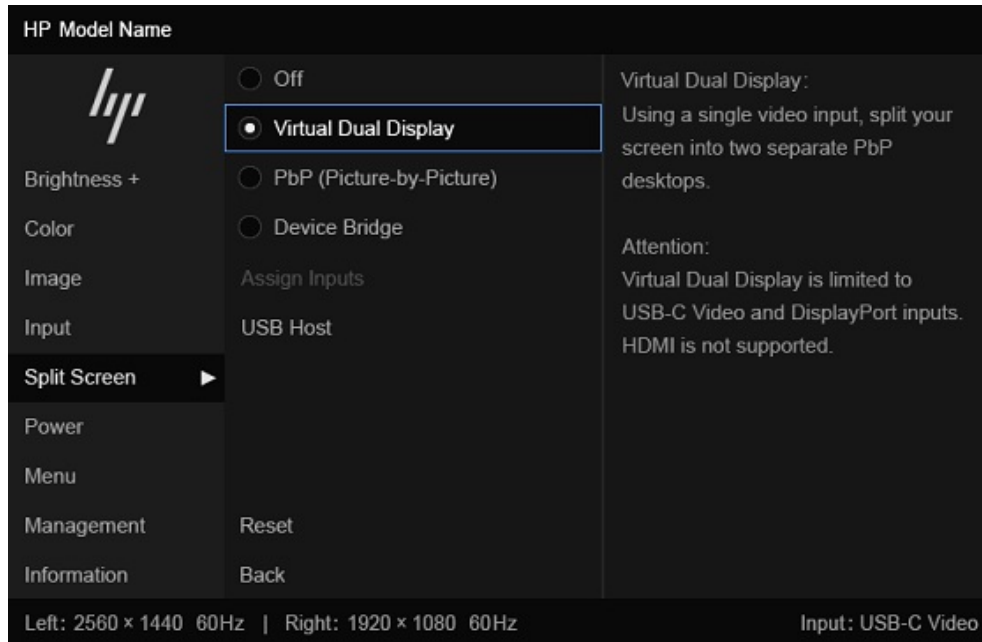 HP Model Name
hp
Brightness +
Color
Image
Input
Split Screen
Power
Menu
Management
Information
Off
Virtual Dual Display
PbP (Picture-by-Picture)
Device Bridge
Assign Inputs
USB Host
Reset
Back
Virtual Dual Display:
Using a single video input, split your
screen into two separate PbP
desktops.
Attention:
Virtual Dual Display is limited to
USB-C Video and DisplayPort inputs.
HDMI is not supported.
Left: 2560 × 1440 60Hz | Right: 1920 × 1080 60Hz
Input: USB-C Video